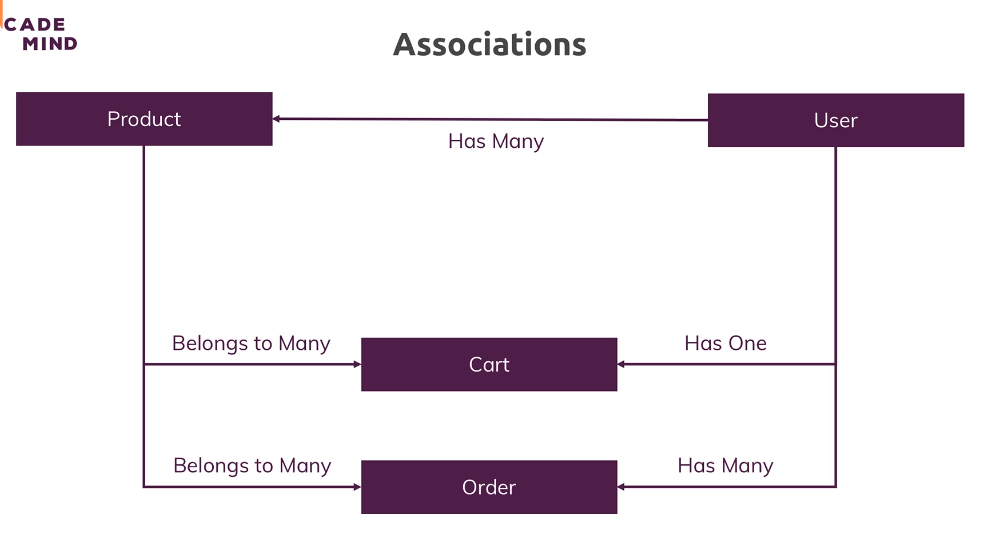 CADE
MIND
Associations
Product
User
Has Many
Belongs to Many
Has One
Cart
Belongs to Many
Has Many
Order